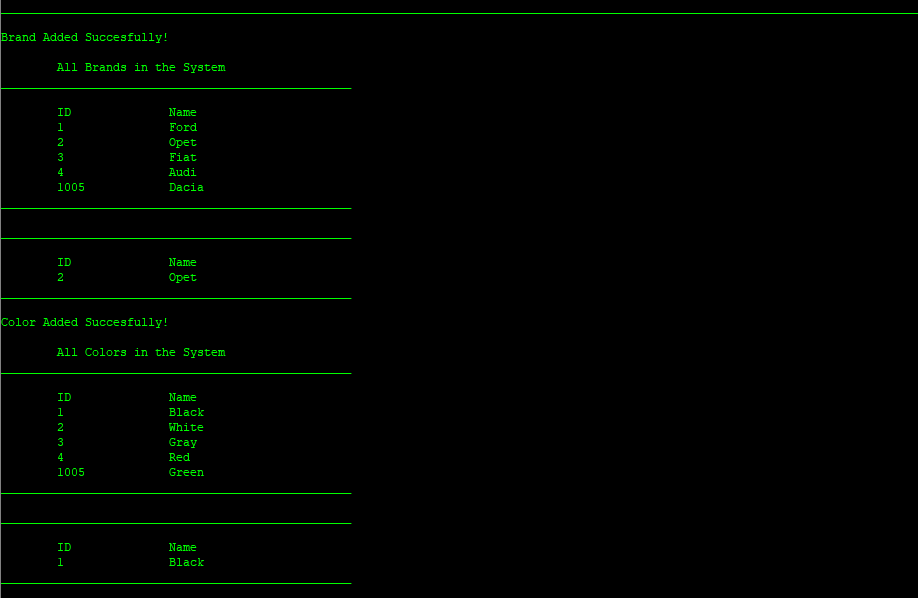 Brand Added Succesfully!
All Brands in the System
ID Name
1 Ford
2 Opet
3 Fiat
4 Audi
1005 Dacia
ID Name
2 Opet
Color Added Succesfully!
All Colors in the System
ID Name
1 Black
2 White
3 Gray
4 Red
1005 Green
ID Name
1 Black